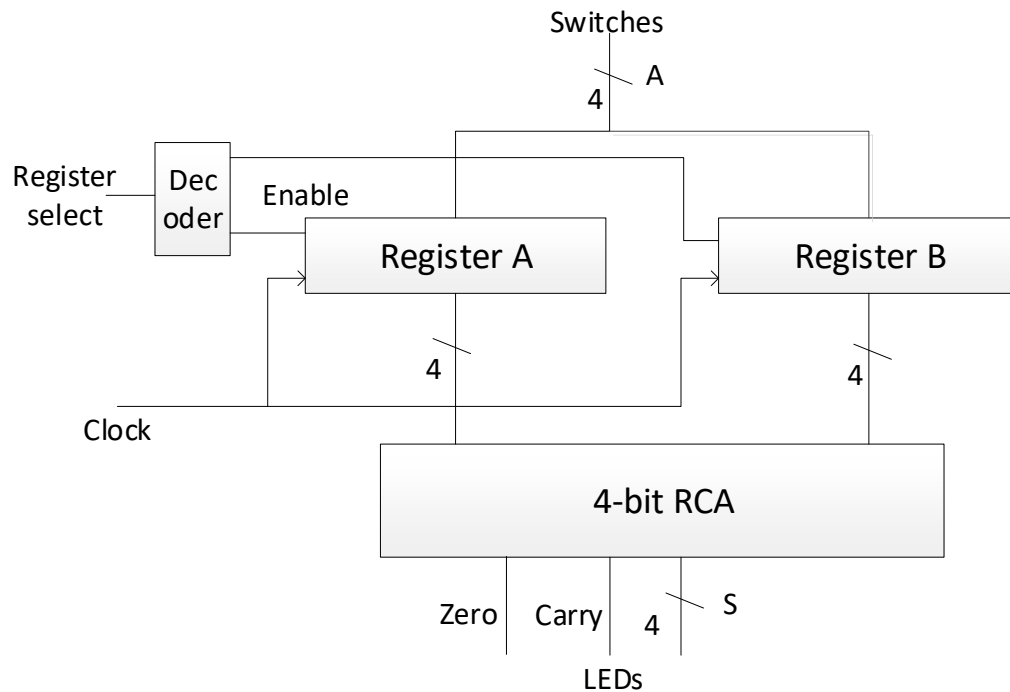 Switches
A
4
Register
select
Dec
oder
Enable
Register A
Register B
4
4
Clock
4-bit RCA
Zero
Carry
4
S
LEDs